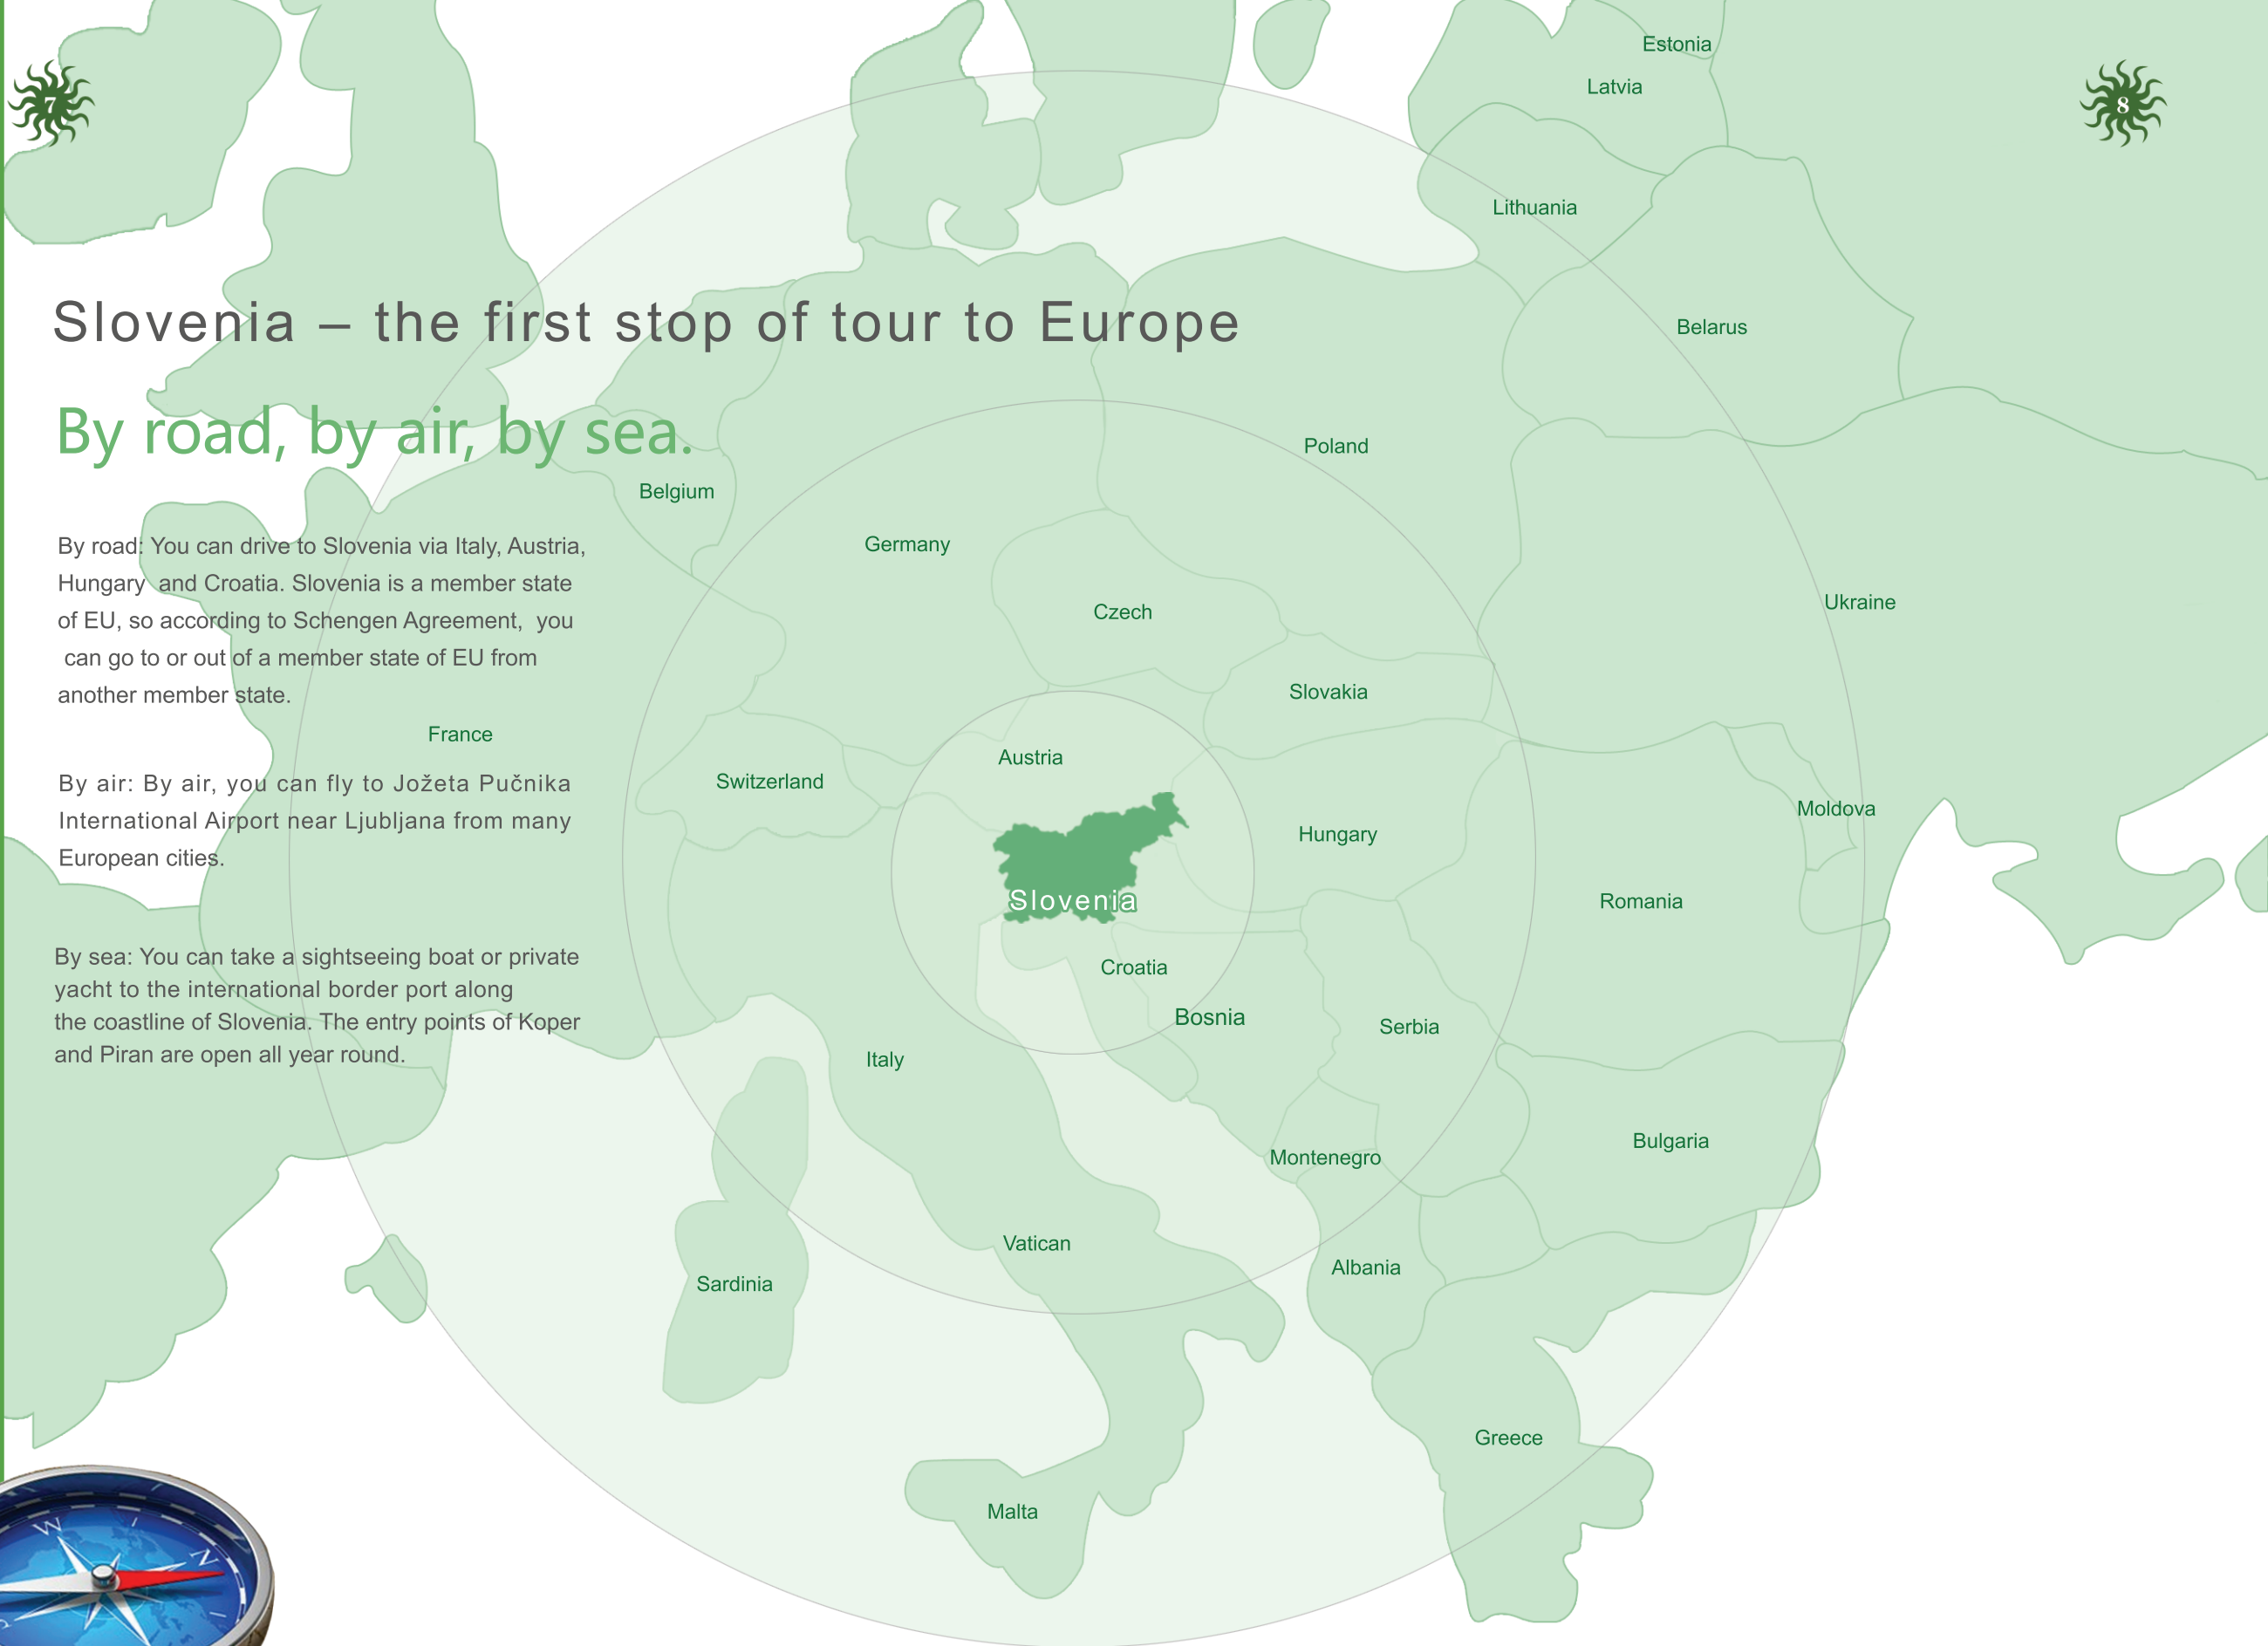 7
8
Estonia
Latvia
Lithuania
Slovenia – the first stop of tour to Europe
Belarus
By road, by air, by sea.
Poland
Belgium
By road: You can drive to Slovenia via Italy, Austria,
Hungary  and Croatia. Slovenia is a member state
of EU, so according to Schengen Agreement,  you
can go to or out of a member state of EU from
another member state.
Germany
Czech
Ukraine
Slovakia
France
Austria
Switzerland
By air: By air, you can fly to Jožeta Pučnika
International Airport near Ljubljana from many
European cities.
Moldova
Hungary
Slovenia
Romania
By sea: You can take a sightseeing boat or private
yacht to the international border port along
the coastline of Slovenia. The entry points of Koper
and Piran are open all year round.
Croatia
Bosnia
Serbia
Italy
Bulgaria
Montenegro
Vatican
Albania
Sardinia
Greece
Malta
W
N
S